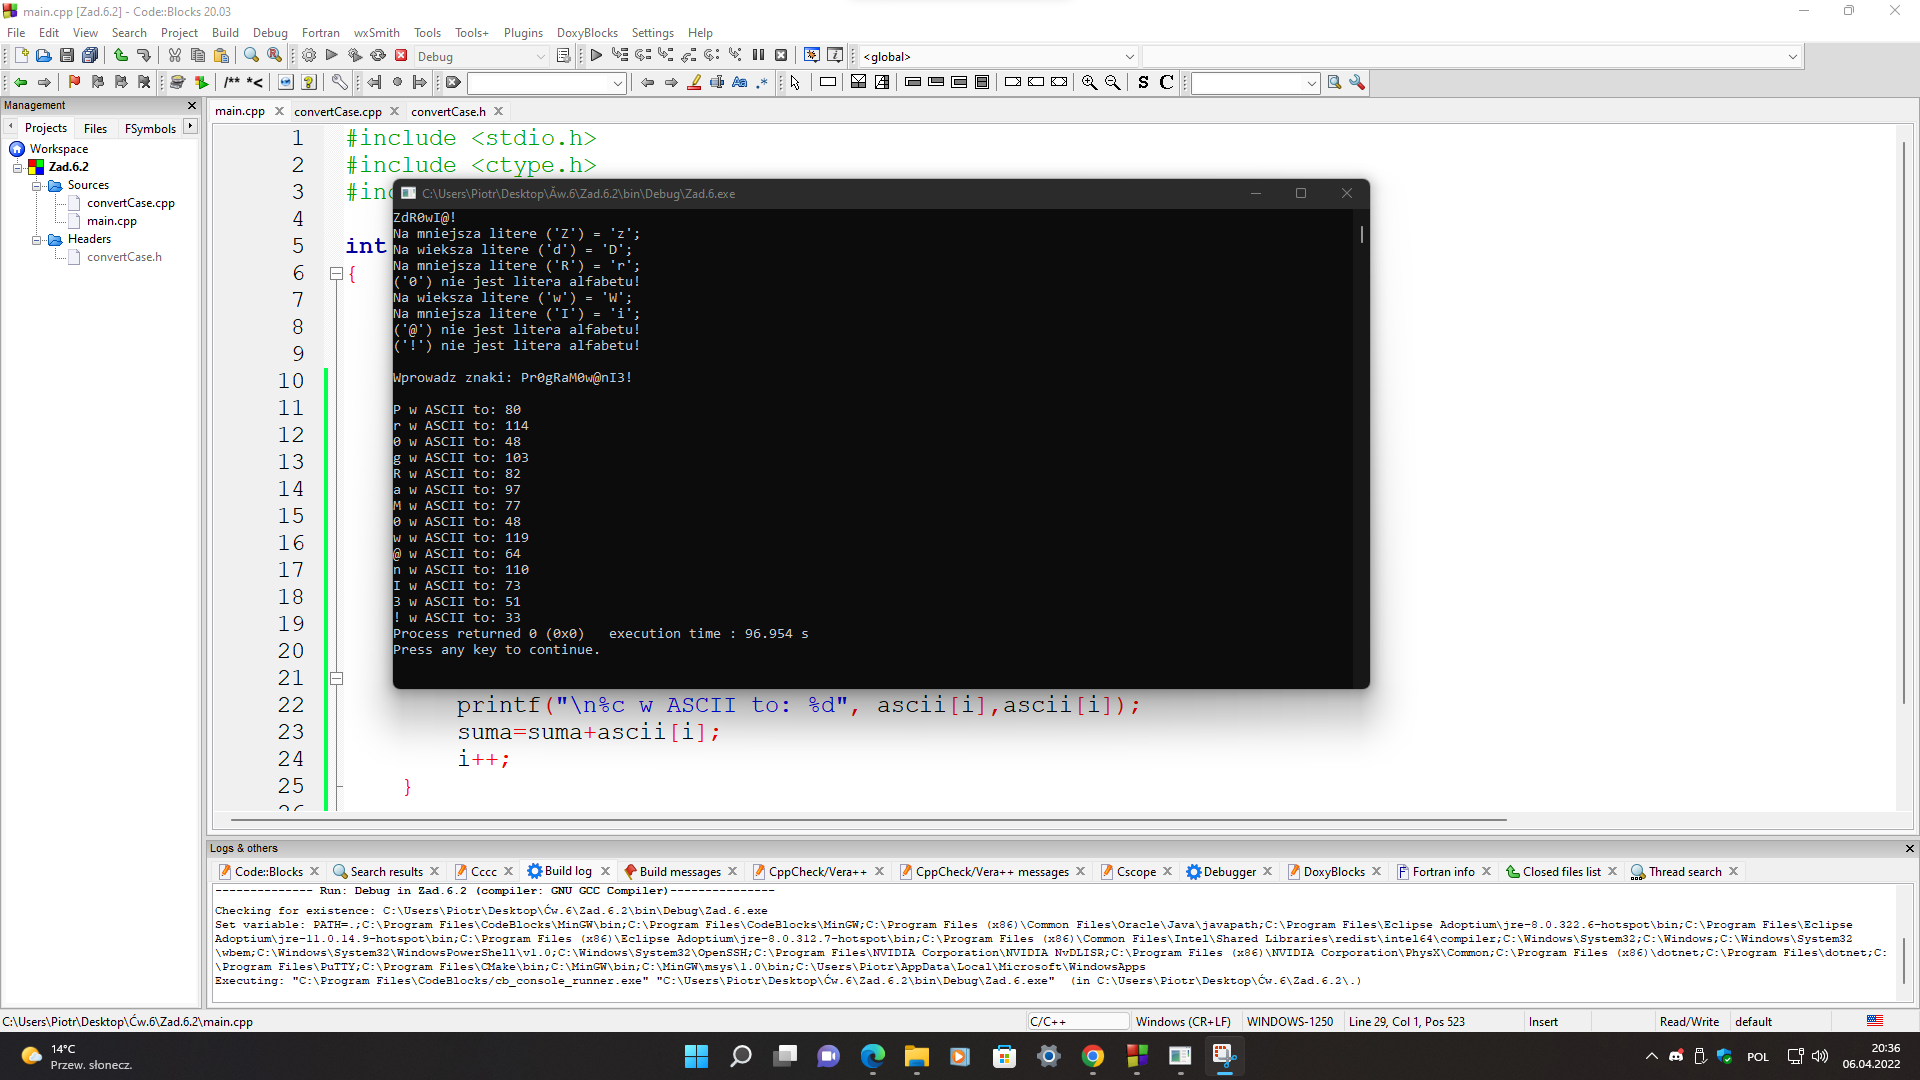 main.cpp [Zad.6.2] - Code::Blocks 20.03
File Edit View Search Project Build Debug Fortran wxSmith Tools Tools+ Plugins DoxyBlocks Settings Help
Debug
<global>
/** *<
Aa .*
S C
Management
Projects Files FSymbols
main.cpp convertCase.cpp convertCase.h
Workspace
Zad.6.2
Sources
convertCase.cpp
main.cpp
Headers
convertCase.h
1 #include <stdio.h>
2 #include <ctype.h>
3 #inc
4
5 int
6 {
7
8
9
10
11
12
13
14
15
16
17
18
19
20
21
22 printf("\n%c w ASCII to: %d", ascii[i],ascii[i]);
23 suma=suma+ascii[i];
24 i++;
25 }
26
C:\Users\Piotr\Desktop\Ăw.6\Zad.6.2\bin\Debug\Zad.6.exe
ZdR0wI@!
Na mniejsza litere ('Z') = 'z';
Na wieksza litere ('d') = 'D';
Na mniejsza litere ('R') = 'r';
('0') nie jest litera alfabetu!
Na wieksza litere ('w') = 'W';
Na mniejsza litere ('I') = 'i';
('@') nie jest litera alfabetu!
('!') nie jest litera alfabetu!
Wprowadz znaki: Pr0gRaM0w@nI3!
P w ASCII to: 80
r w ASCII to: 114
0 w ASCII to: 48
g w ASCII to: 103
R w ASCII to: 82
a w ASCII to: 97
M w ASCII to: 77
0 w ASCII to: 48
w w ASCII to: 119
@ w ASCII to: 64
n w ASCII to: 110
I w ASCII to: 73
3 w ASCII to: 51
! w ASCII to: 33
Process returned 0 (0x0)   execution time : 96.954 s
Press any key to continue.
Logs & others
Code::Blocks Search results Cccc Build log Build messages CppCheck/Vera++ CppCheck/Vera++ messages Cscope Debugger DoxyBlocks Fortran info Closed files list Thread search
-------------- Run: Debug in Zad.6.2 (compiler: GNU GCC Compiler)---------------
Checking for existence: C:\Users\Piotr\Desktop\Ćw.6\Zad.6.2\bin\Debug\Zad.6.exe
Set variable: PATH=.;C:\Program Files\CodeBlocks\MinGW\bin;C:\Program Files\CodeBlocks\MinGW;C:\Program Files (x86)\Common Files\Oracle\Java\javapath;C:\Program Files\Eclipse Adoptium\jre-8.0.322.6-hotspot\bin;C:\Program Files\Eclipse
Adoptium\jre-11.0.14.9-hotspot\bin;C:\Program Files (x86)\Eclipse Adoptium\jre-8.0.312.7-hotspot\bin;C:\Program Files (x86)\Common Files\Intel\Shared Libraries\redist\intel64\compiler;C:\Windows\System32;C:\Windows;C:\Windows\System32
\wbem;C:\Windows\System32\WindowsPowerShell\v1.0;C:\Windows\System32\OpenSSH;C:\Program Files\NVIDIA Corporation\NVIDIA NvDLISR;C:\Program Files (x86)\NVIDIA Corporation\PhysX\Common;C:\Program Files (x86)\dotnet;C:\Program Files\dotnet;C:
\Program Files\PuTTY;C:\Program Files\CMake\bin;C:\MinGW\bin;C:\MinGW\msys\1.0\bin;C:\Users\Piotr\AppData\Local\Microsoft\WindowsApps
Executing: "C:\Program Files\CodeBlocks/cb_console_runner.exe" "C:\Users\Piotr\Desktop\Ćw.6\Zad.6.2\bin\Debug\Zad.6.exe"  (in C:\Users\Piotr\Desktop\Ćw.6\Zad.6.2\.)
C:\Users\Piotr\Desktop\Ćw.6\Zad.6.2\main.cpp C/C++ Windows (CR+LF) WINDOWS-1250 Line 29, Col 1, Pos 523 Insert Read/Write default
14°C
Przew. słonecz.
POL
20:36
06.04.2022